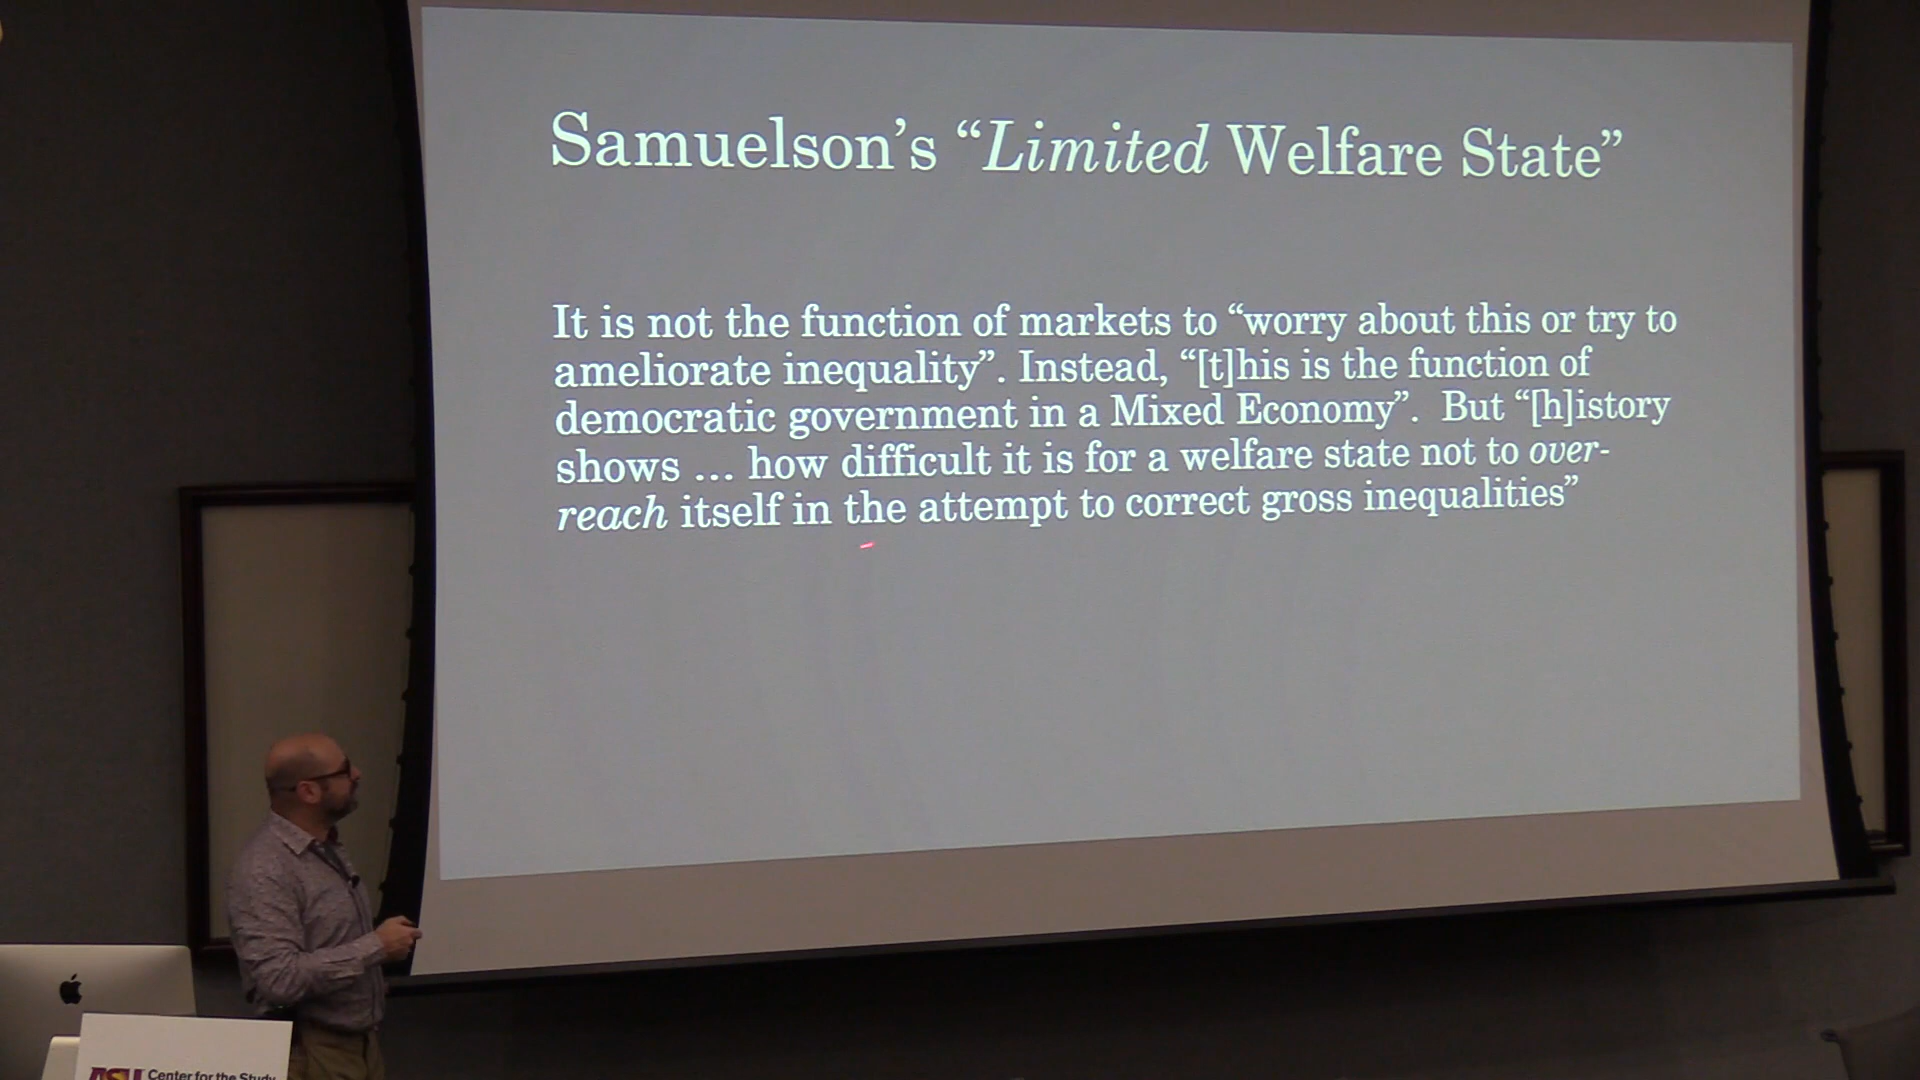 Samuelson’s “Limited Welfare State”
It is not the function of markets to “worry about this or try to
ameliorate inequality”. Instead, “[t]his is the function of
democratic government in a Mixed Economy”. But “[h]istory
shows … how difficult it is for a welfare state not to over-
reach itself in the attempt to correct gross inequalities”
ASU Center for the Study